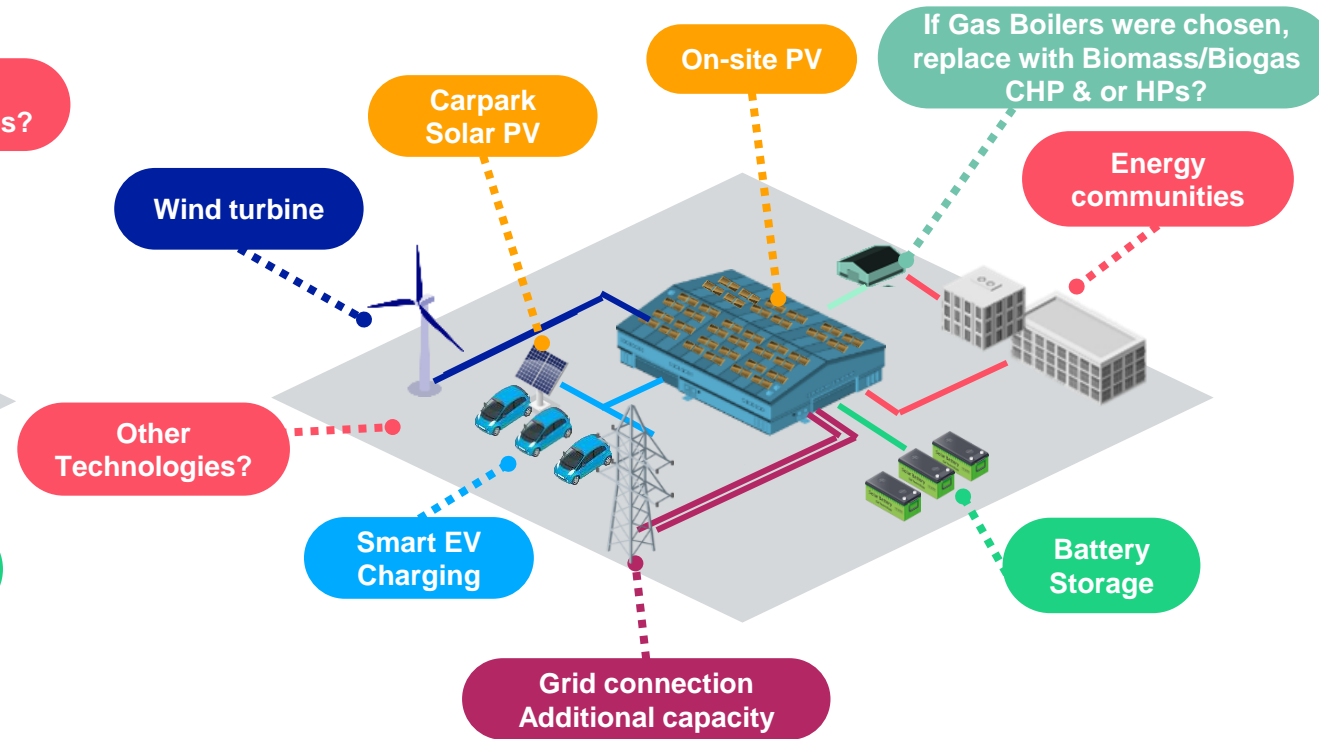 If Gas Boilers were chosen,
replace with Biomass/Biogas
CHP & or HPs?
On-site PV
Carpark
Solar PV
s?
Energy
communities
Wind turbine
Other
Technologies?
Smart EV
Charging
Battery
Storage
Grid connection
Additional capacity